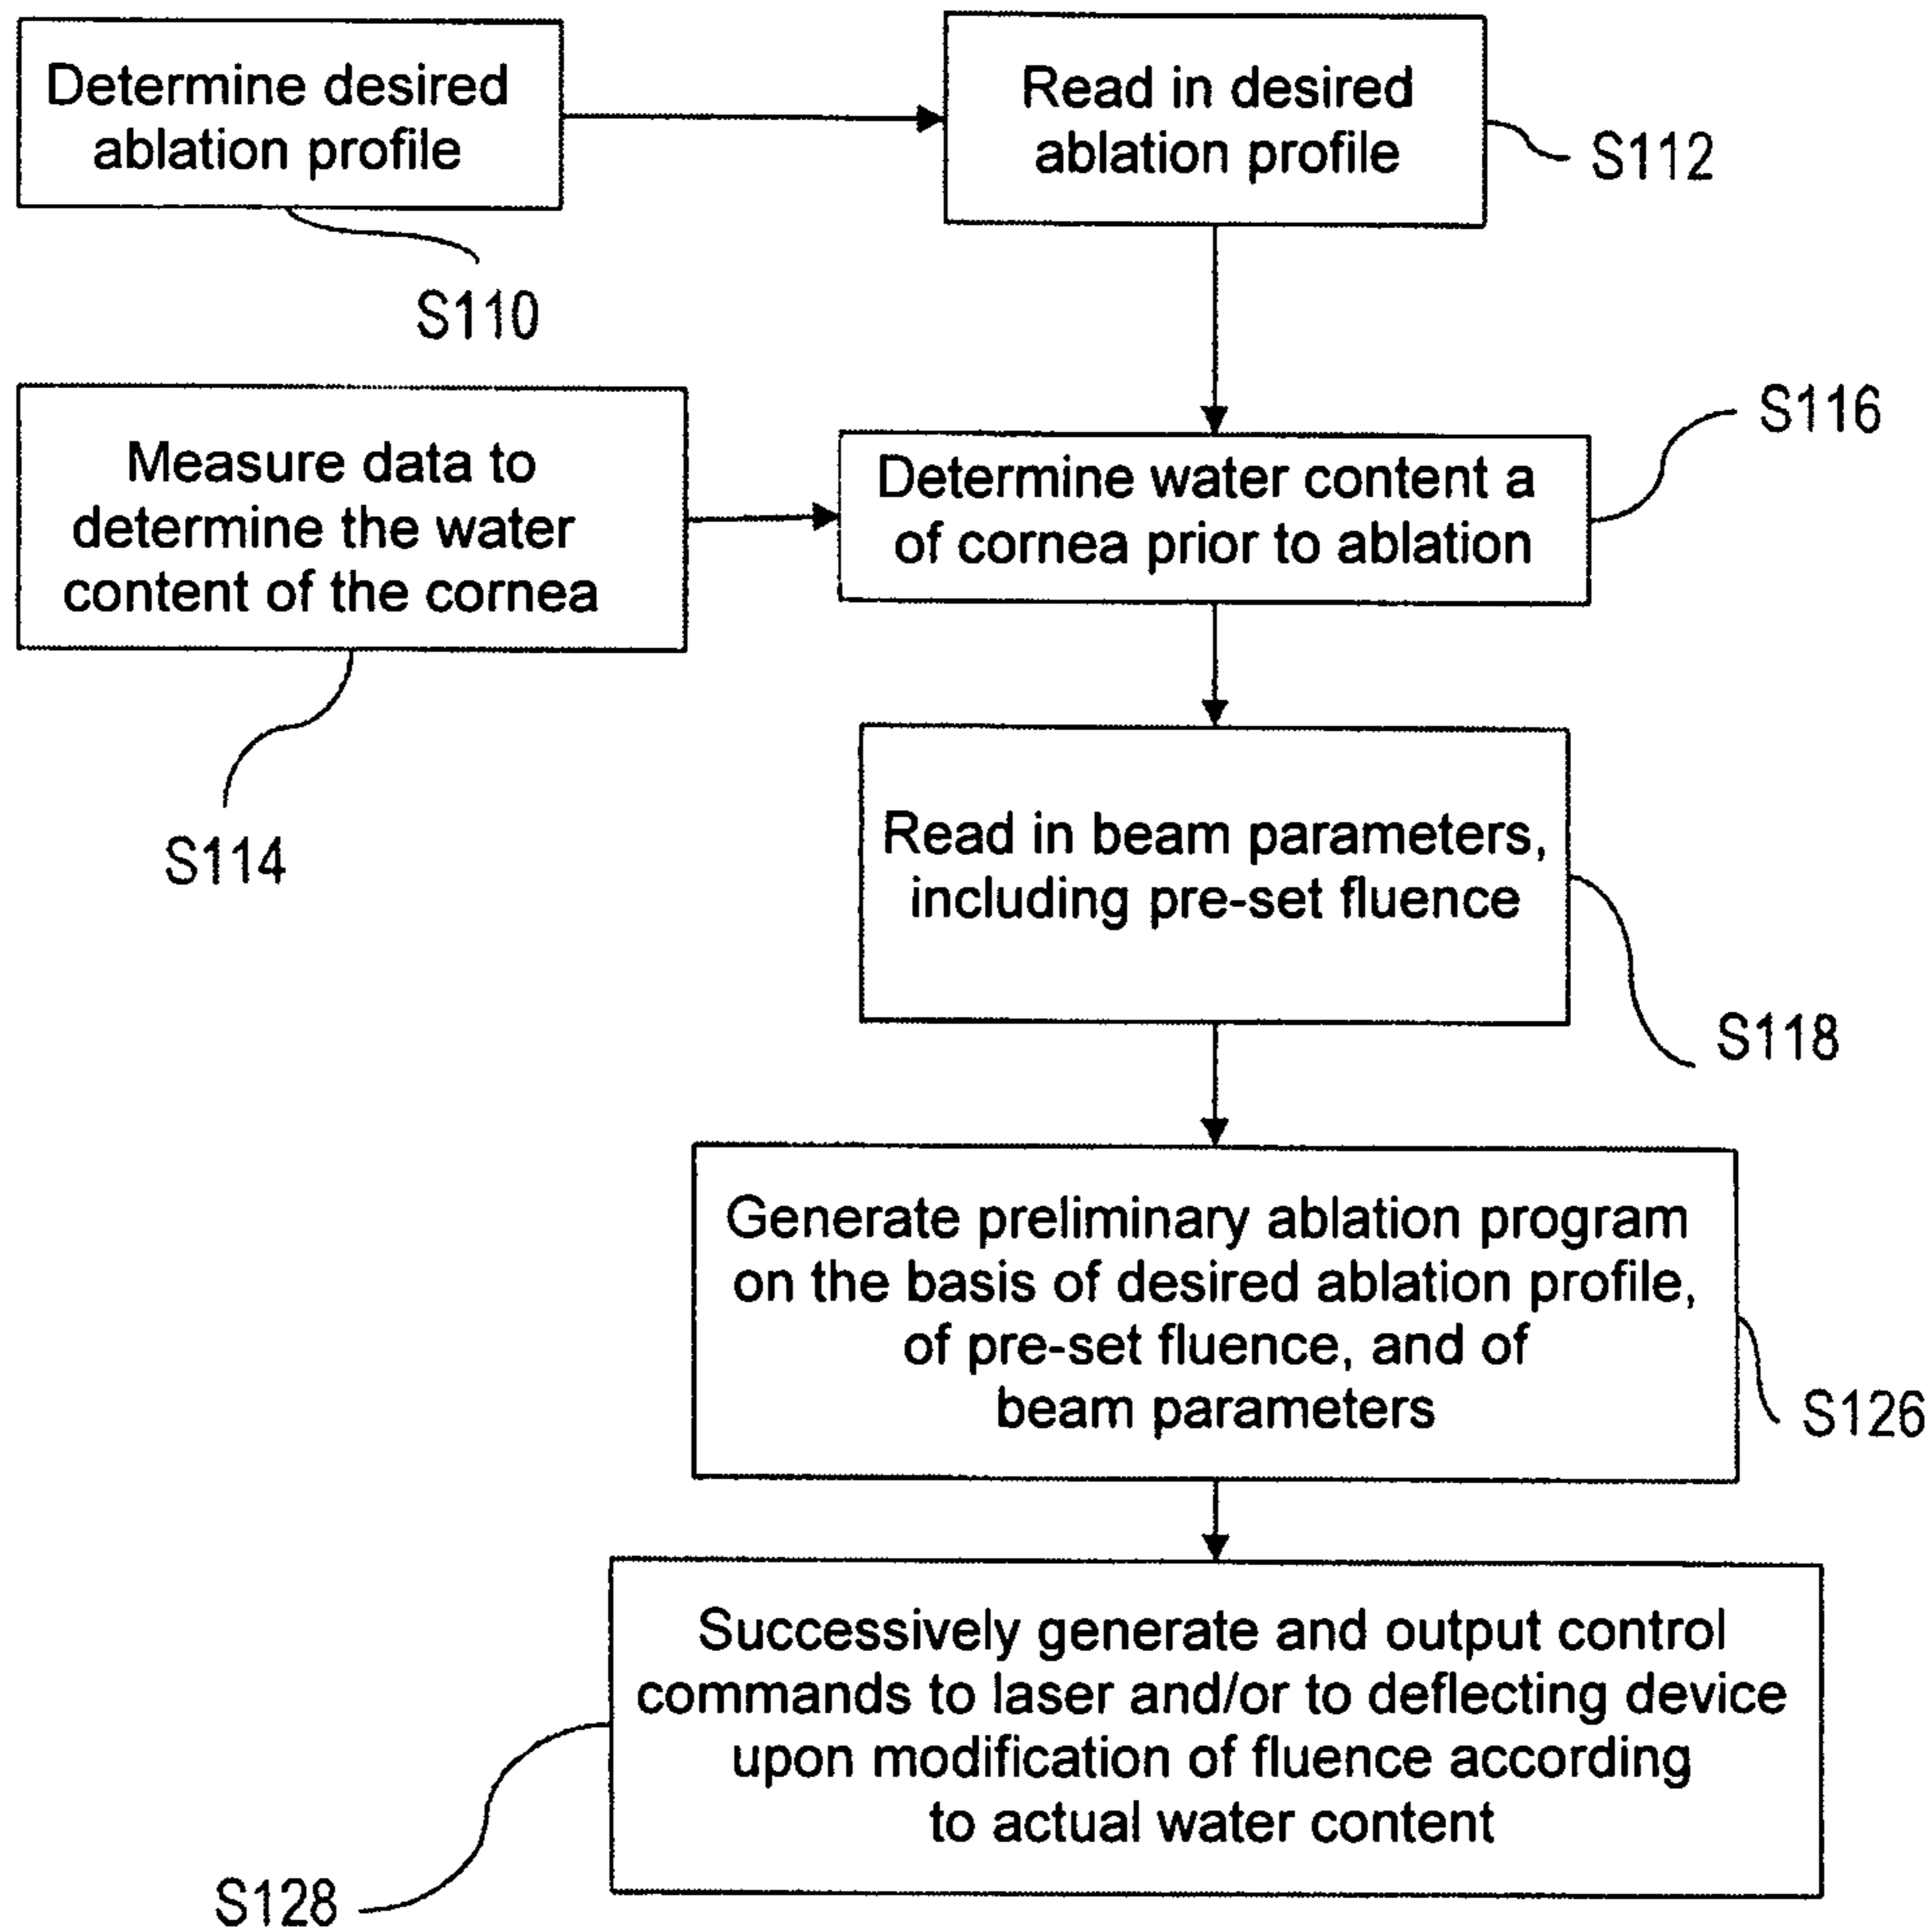 Determine desired
ablation profile
Read in desired
ablation profile
S112
S110
Measure data to
determine the water
content of the cornea
S114
Determine water content a
of cornea prior to ablation
S116
Read in beam parameters,
including pre-set fluence
S118
Generate preliminary ablation program
on the basis of desired ablation profile,
of pre-set fluence, and of
beam parameters
S126
Successively generate and output control
commands to laser and/or to deflecting device
upon modification of fluence according
to actual water content
S128